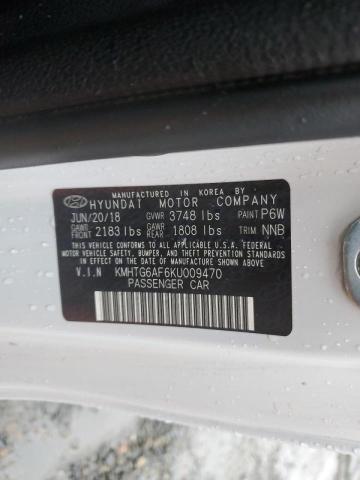 MANUFACTURED IN KOREA BY
HYUNDAI MOTOR COMPANY
JUN/20/18 GVWR 3748 lbs PAINT P6W
GAWR FRONT 2183 lbs GAWR REAR 1808 lbs TRIM NNB
THIS VEHICLE CONFORMS TO ALL APPLICABLE U.S.A. FEDERAL
MOTOR VEHICLE SAFETY, BUMPER, AND THEFT PREVENTION
STANDARDS IN EFFECT ON THE DATE OF MANUFACTURE SHOWN ABOVE.
V.I.N KMHTG6AF6KU009470
PASSENGER CAR